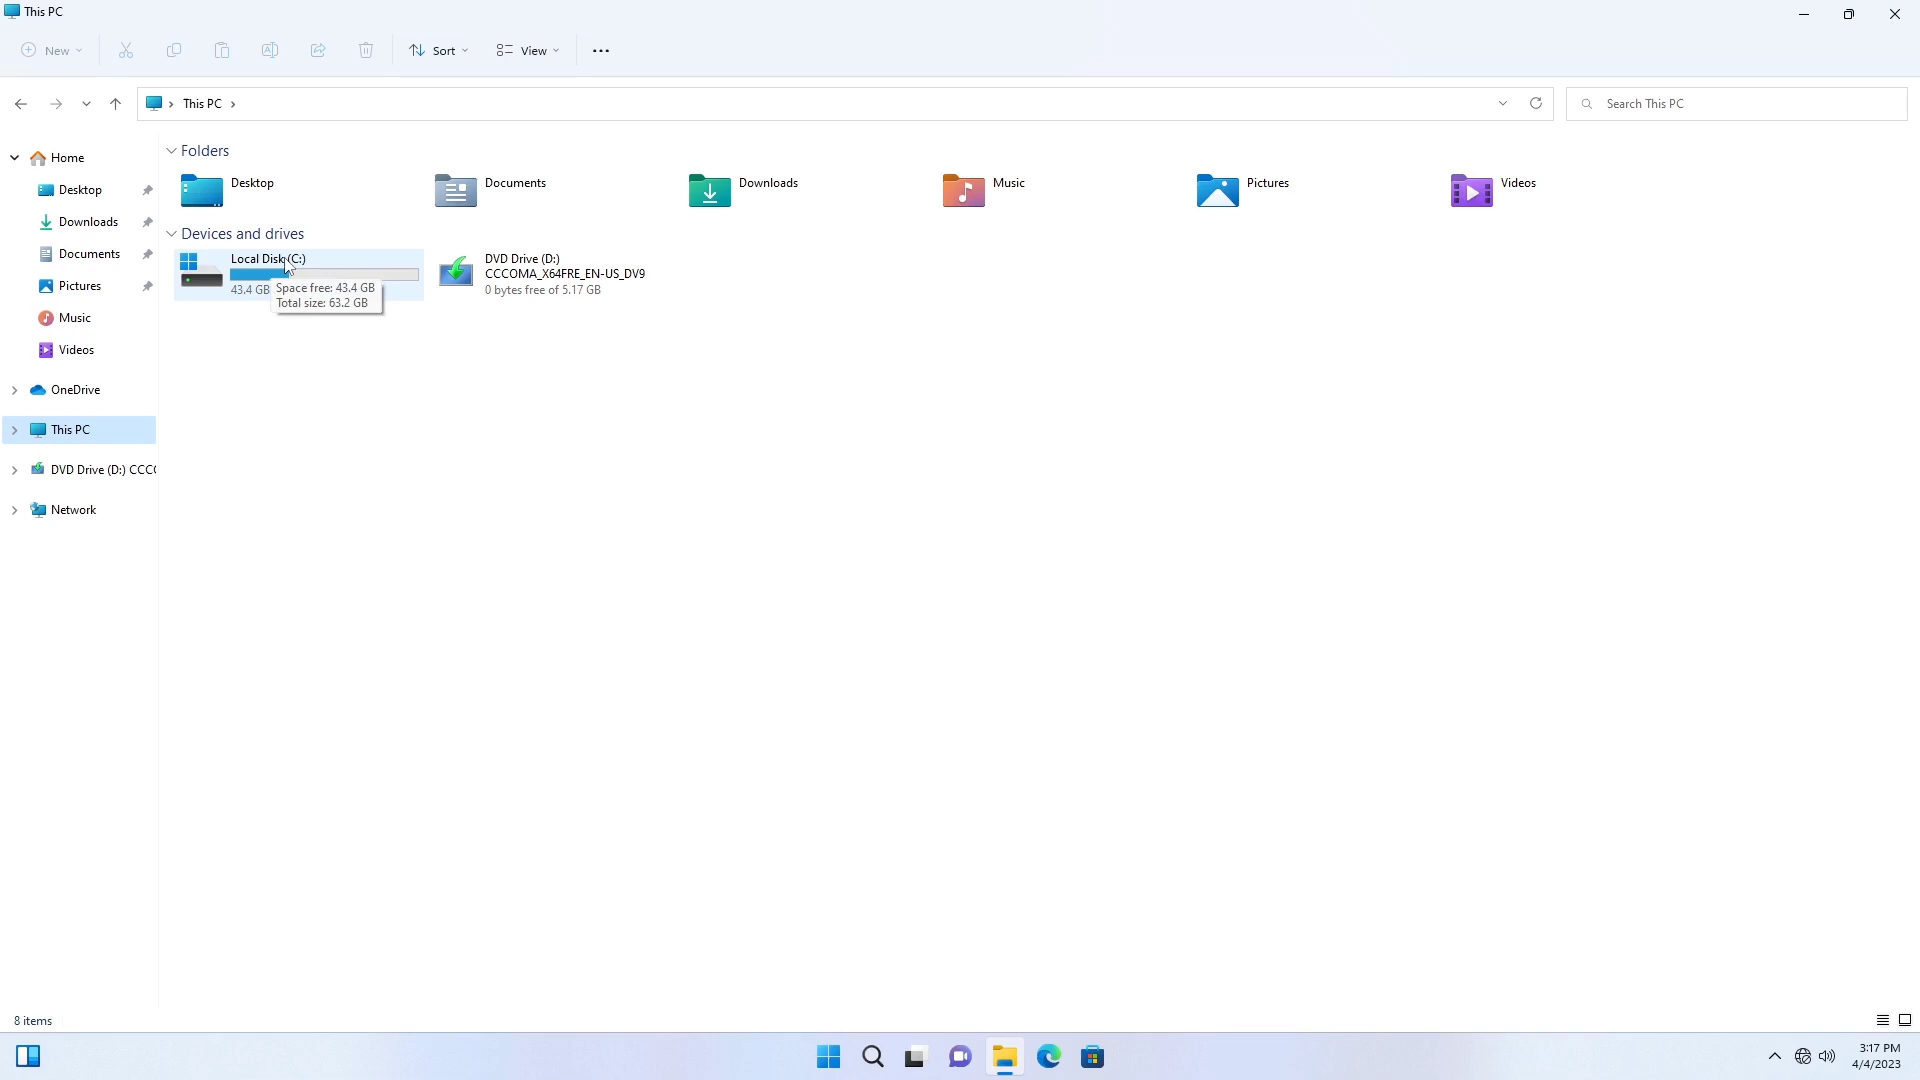 This PC
New
Sort
View
This PC
Search This PC
Home
Desktop
Downloads
Documents
Pictures
Music
Videos
OneDrive
This PC
DVD Drive (D:) CCC
Network
Folders
Desktop
Documents
Downloads
Music
Pictures
Videos
Devices and drives
Local Disk (C:)
43.4 GB
Space free: 43.4 GB
Total size: 63.2 GB
DVD Drive (D:)
CCCOMA_X64FRE_EN-US_DV9
0 bytes free of 5.17 GB
8 items
3:17 PM
4/4/2023